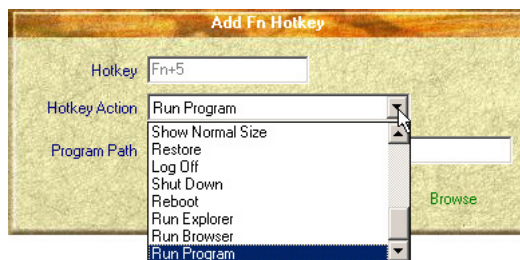 Add Fn Hotkey
Hotkey Fn+5
Hotkey Action Run Program
Show Normal Size
Restore
Program Path
Log Off
Shut Down
Reboot
Browse
Run Explorer
Run Browser
Run Program